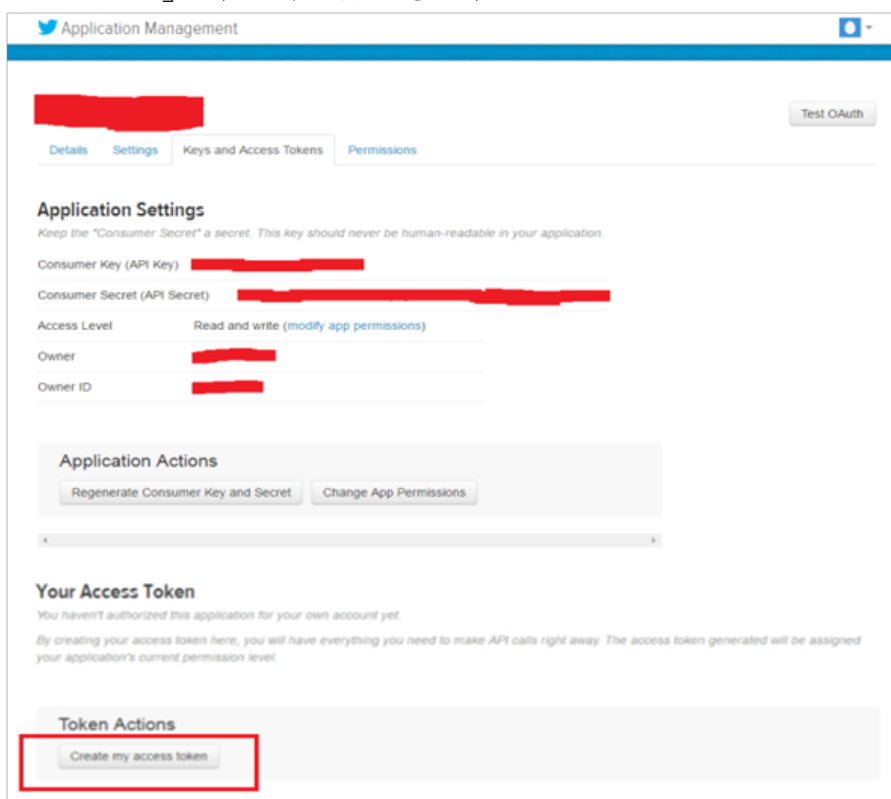 Application Management
Test OAuth
Details Settings Keys and Access Tokens Permissions
Application Settings
Keep the "Consumer Secret" a secret. This key should never be human-readable in your application.
Consumer Key (API Key)
Consumer Secret (API Secret)
Access Level Read and write (modify app permissions)
Owner
Owner ID
Application Actions
Regenerate Consumer Key and Secret Change App Permissions
Your Access Token
You haven't authorized this application for your own account yet.
By creating your access token here, you will have everything you need to make API calls right away. The access token generated will be assigned
your application's current permission level.
Token Actions
Create my access token